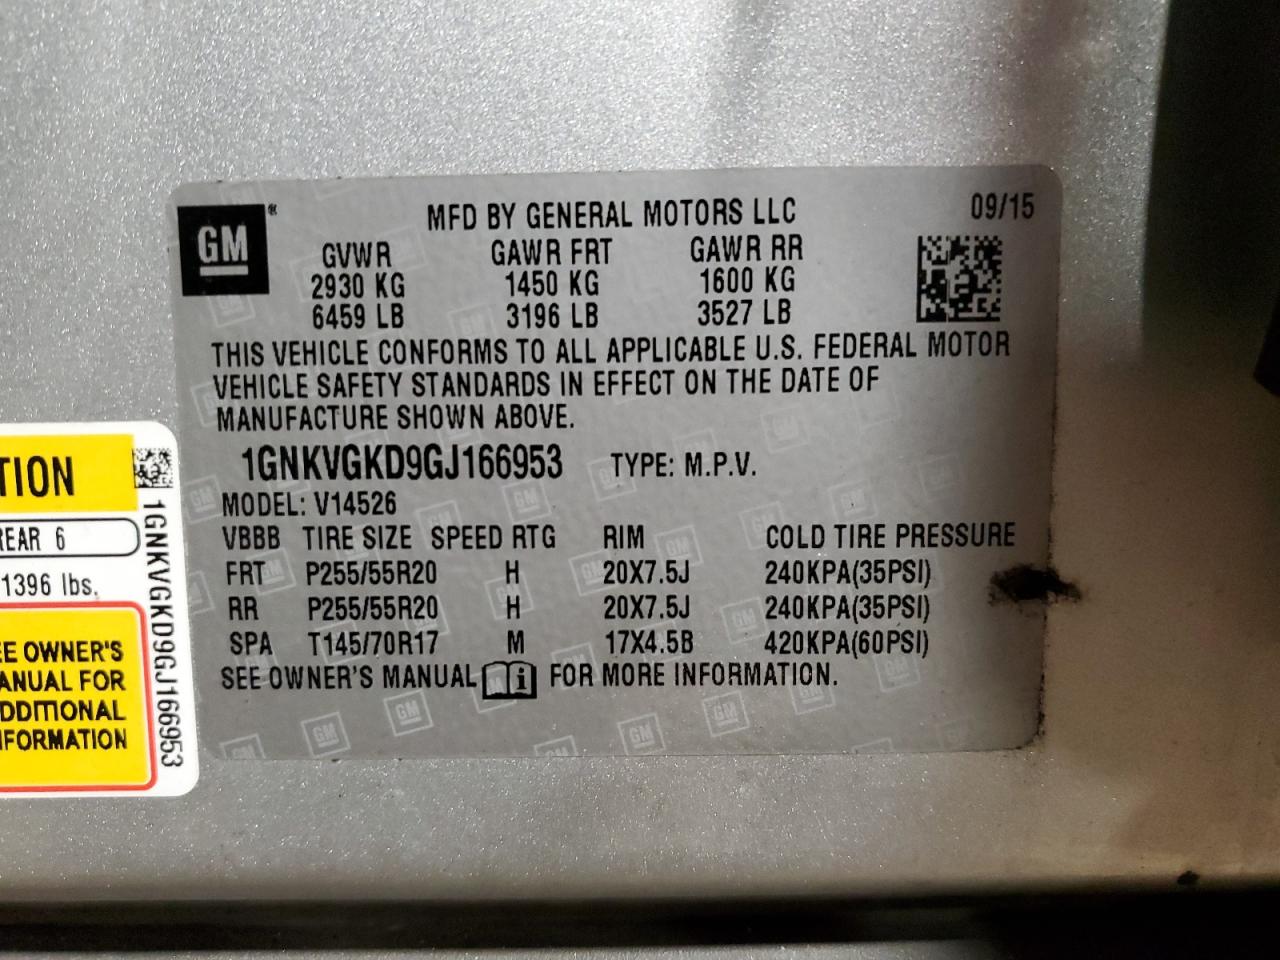 GM®
MFD BY GENERAL MOTORS LLC 09/15
GVWR GAWR FRT GAWR RR
2930 KG 1450 KG 1600 KG
6459 LB 3196 LB 3527 LB
THIS VEHICLE CONFORMS TO ALL APPLICABLE U.S. FEDERAL MOTOR
VEHICLE SAFETY STANDARDS IN EFFECT ON THE DATE OF
MANUFACTURE SHOWN ABOVE.
1GNKVGKD9GJ166953 TYPE: M.P.V.
MODEL: V14526
VBBB TIRE SIZE SPEED RTG RIM COLD TIRE PRESSURE
FRT P255/55R20 H 20X7.5J 240KPA(35PSI)
RR P255/55R20 H 20X7.5J 240KPA(35PSI)
SPA T145/70R17 M 17X4.5B 420KPA(60PSI)
SEE OWNER'S MANUAL i FOR MORE INFORMATION.
TION
EAR 6
1396 lbs.
EE OWNER'S
ANUAL FOR
DDITIONAL
FORMATION
1GNKVGKD9GJ166953